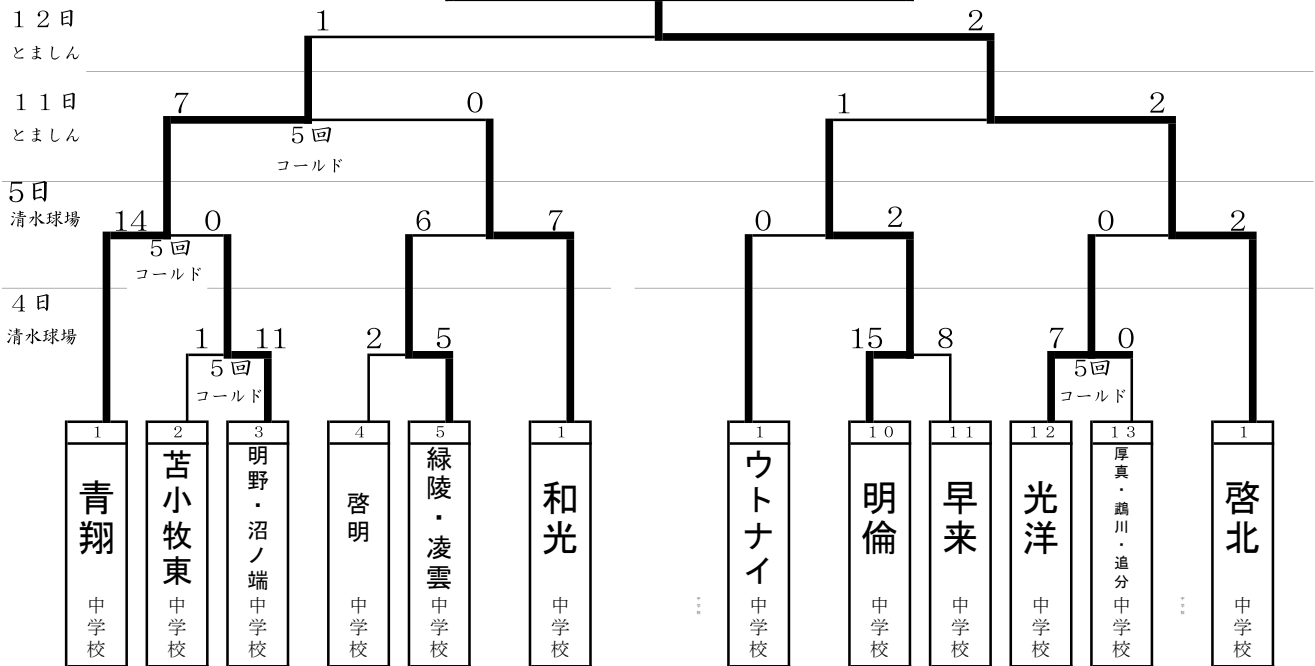 12日
とましん
1
2
11日
とましん
7
0
1
2
5回
コールド
5日
清水球場
14
0
6
7
0
2
0
2
5回
コールド
4日
清水球場
1
11
2
5
15
8
7
0
5回
コールド
5回
コールド
1
2
3
4
5
1
1
10
11
12
13
1
青翔
中学校
苫小牧東
中学校
明野・沼ノ端
中学校
啓明
中学校
緑陵・凌雲
中学校
和光
中学校
ウトナイ
中学校
明倫
中学校
早来
中学校
光洋
中学校
厚真・鵡川・追分
中学校
啓北
中学校